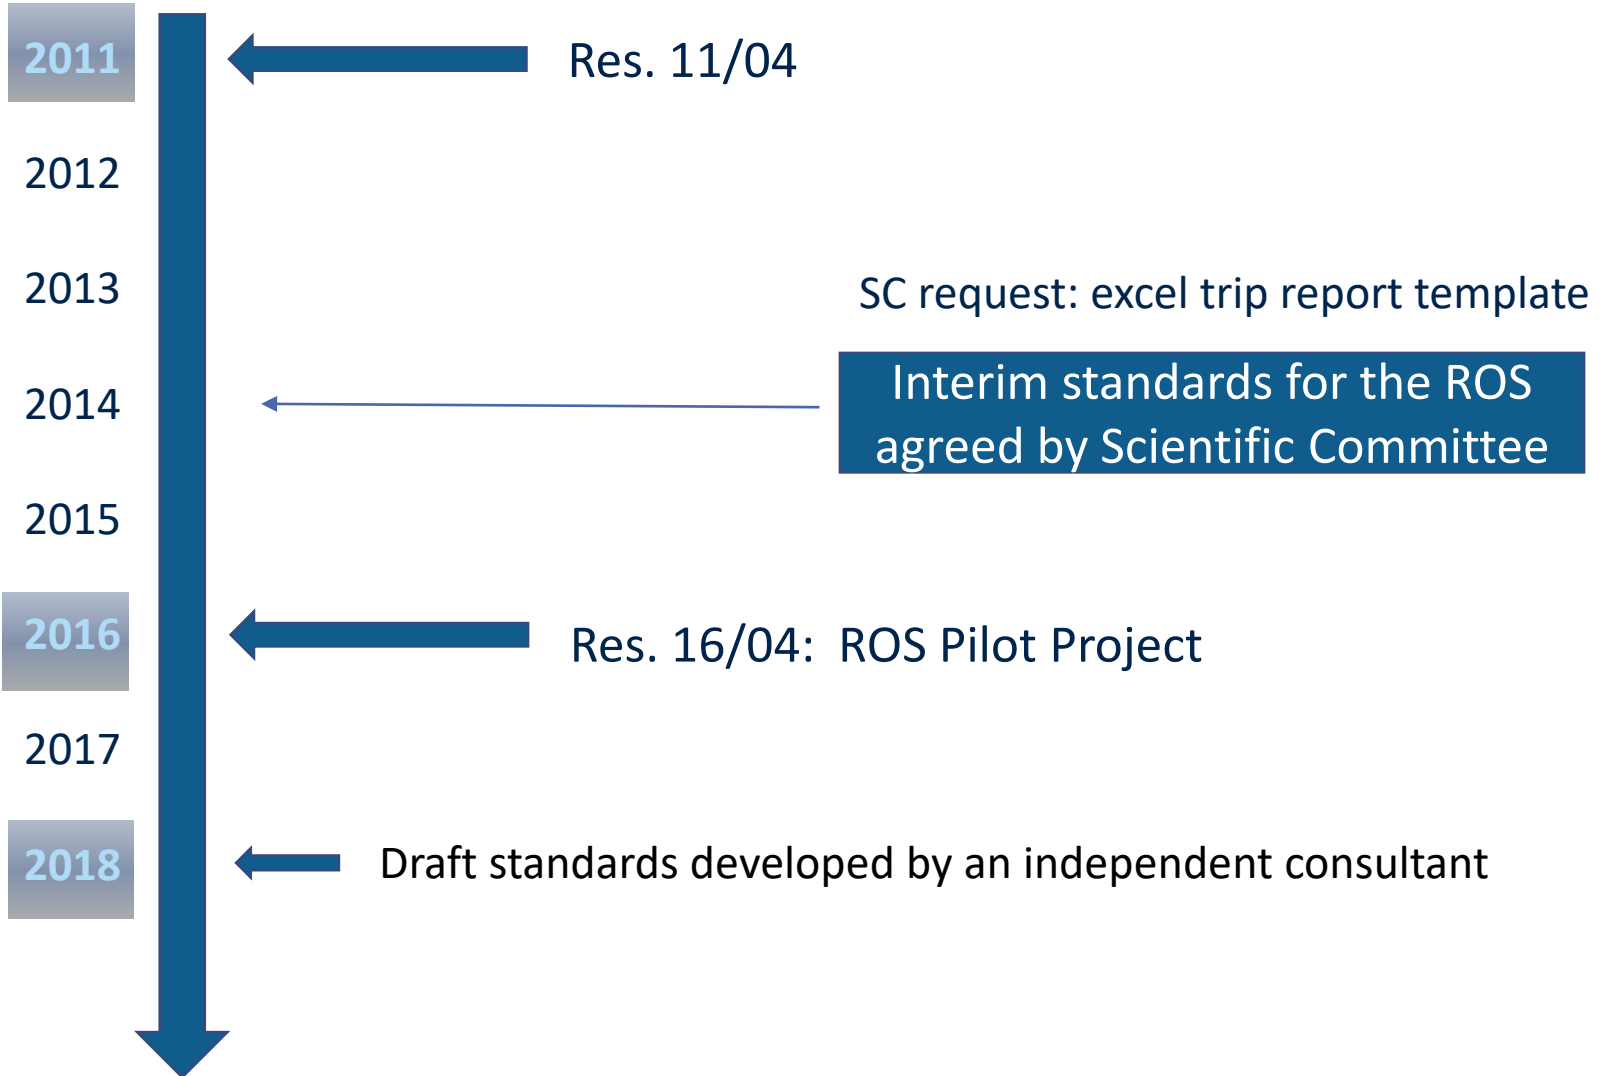 2011
Res. 11/04
2012
2013
SC request: excel trip report template
2014
Interim standards for the ROS
agreed by Scientific Committee
2015
2016
Res. 16/04:  ROS Pilot Project
2017
2018
Draft standards developed by an independent consultant